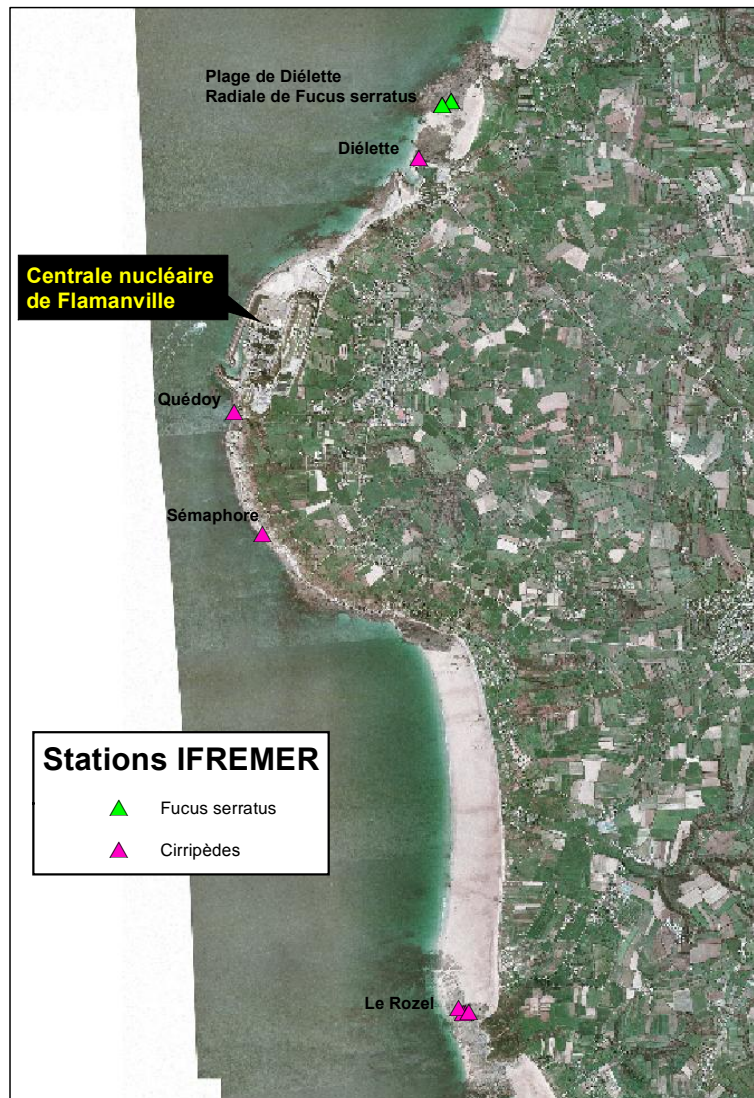 Plage de Diélette
Radiale de Fucus serratus
Diélette
Centrale nucléaire
de Flamanville
Quédoy
Sémaphore
Stations IFREMER
Fucus serratus
Cirripèdes
Le Rozel